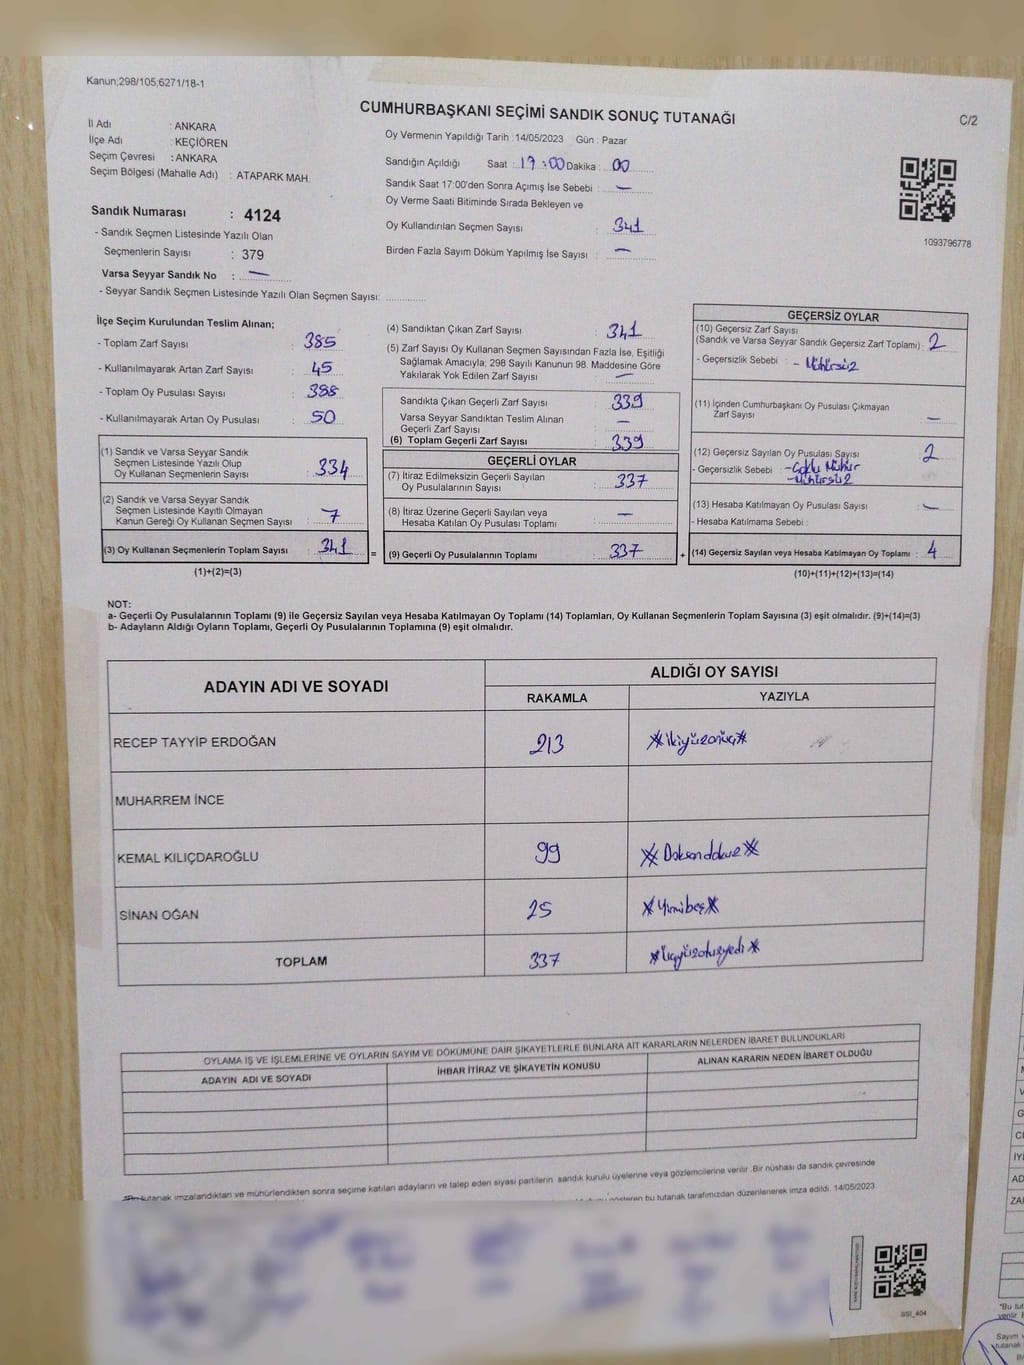 Kanun;298/105;6271/18-1
CUMHURBAŞKANI SEÇİMİ SANDIK SONUÇ TUTANAĞI
C/2
İl Adı : ANKARA
İlçe Adı : KEÇİÖREN
Seçim Çevresi : ANKARA
Seçim Bölgesi (Mahalle Adı) : ATAPARK MAH.
Oy Vermenin Yapıldığı Tarih : 14/05/2023 Gün : Pazar
Sandığın Açıldığı Saat : 17:00 Dakika : 00
Sandık Saat 17:00'den Sonra Açımış İse Sebebi : —
Oy Verme Saati Bitiminde Sırada Bekleyen ve
Oy Kullandırılan Seçmen Sayısı : 341
Birden Fazla Sayım Döküm Yapılmış İse Sayısı : —
1093796778
Sandık Numarası : 4124
- Sandık Seçmen Listesinde Yazılı Olan
Seçmenlerin Sayısı : 379
Varsa Seyyar Sandık No : —
- Seyyar Sandık Seçmen Listesinde Yazılı Olan Seçmen Sayısı:
İlçe Seçim Kurulundan Teslim Alınan;
- Toplam Zarf Sayısı : 385
- Kullanılmayarak Artan Zarf Sayısı : 45
- Toplam Oy Pusulası Sayısı : 388
- Kullanılmayarak Artan Oy Pusulası : 50
(1) Sandık ve Varsa Seyyar Sandık
Seçmen Listesinde Yazılı Olup
Oy Kullanan Seçmenlerin Sayısı : 334
(2) Sandık ve Varsa Seyyar Sandık
Seçmen Listesinde Kayıtlı Olmayan
Kanun Gereği Oy Kullanan Seçmen Sayısı : 7
(3) Oy Kullanan Seçmenlerin Toplam Sayısı : 341 =
(1)+(2)=(3)
(4) Sandıktan Çıkan Zarf Sayısı : 341
(5) Zarf Sayısı Oy Kullanan Seçmen Sayısından Fazla İse, Eşitliği
Sağlamak Amacıyla; 298 Sayılı Kanunun 98. Maddesine Göre
Yakılarak Yok Edilen Zarf Sayısı : —
Sandıkta Çıkan Geçerli Zarf Sayısı : 339
Varsa Seyyar Sandıktan Teslim Alınan
Geçerli Zarf Sayısı : —
(6) Toplam Geçerli Zarf Sayısı : 339
GEÇERLİ OYLAR
(7) İtiraz Edilmeksizin Geçerli Sayılan
Oy Pusulalarının Sayısı : 337
(8) İtiraz Üzerine Geçerli Sayılan veya
Hesaba Katılan Oy Pusulası Toplamı : —
(9) Geçerli Oy Pusulalarının Toplamı : 337 +
GEÇERSİZ OYLAR
(10) Geçersiz Zarf Sayısı
(Sandık ve Varsa Seyyar Sandık Geçersiz Zarf Toplamı) : 2
- Geçersizlik Sebebi : - Mühürsüz
(11) İçinden Cumhurbaşkanı Oy Pusulası Çıkmayan
Zarf Sayısı : —
(12) Geçersiz Sayılan Oy Pusulası Sayısı : 2
- Geçersizlik Sebebi : - Çoklu Mühür
- Mühürsüz
(13) Hesaba Katılmayan Oy Pusulası Sayısı : —
- Hesaba Katılmama Sebebi :
(14) Geçersiz Sayılan veya Hesaba Katılmayan Oy Toplamı : 4
(10)+(11)+(12)+(13)=(14)
NOT:
a- Geçerli Oy Pusulalarının Toplamı (9) ile Geçersiz Sayılan veya Hesaba Katılmayan Oy Toplamı (14) Toplamları, Oy Kullanan Seçmenlerin Toplam Sayısına (3) eşit olmalıdır. (9)+(14)=(3)
b- Adayların Aldığı Oyların Toplamı, Geçerli Oy Pusulalarının Toplamına (9) eşit olmalıdır.
ADAYIN ADI VE SOYADI
ALDIĞI OY SAYISI
RAKAMLA YAZIYLA
RECEP TAYYİP ERDOĞAN 213 *ikiyüzonüç*
MUHARREM İNCE
KEMAL KILIÇDAROĞLU 99 *Doksandokuz*
SİNAN OĞAN 25 *Yirmibeş*
TOPLAM 337 *üçyüzotuzyedi*
OYLAMA İŞ VE İŞLEMLERİNE VE OYLARIN SAYIM VE DÖKÜMÜNE DAİR ŞİKAYETLERLE BUNLARA AİT KARARLARIN NELERDEN İBARET BULUNDUKLARI
ADAYIN ADI VE SOYADI İHBAR İTİRAZ VE ŞİKAYETİN KONUSU ALINAN KARARIN NEDEN İBARET OLDUĞU
tutanak imzalandıktan ve mühürlendikten sonra seçime katılan adayların ve talep eden siyasi partilerin sandık kurulu üyelerine veya gözlemcilerine verilir. Bir nüshası da sandık çevresinde
gösteren bu tutanak tarafımızdan düzenlenerek imza edildi. 14/05/2023